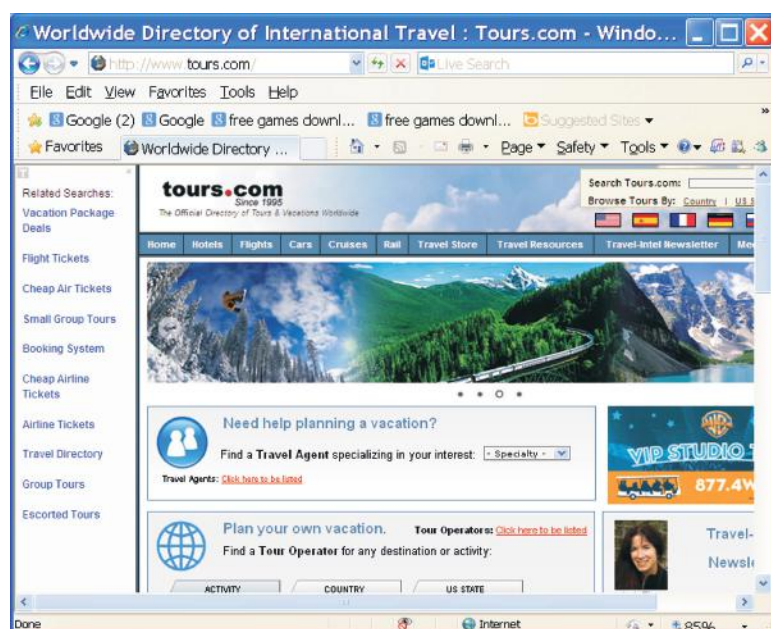 Worldwide Directory of International Travel : Tours.com - Windo...
http://www.tours.com/
Live Search
File Edit View Favorites Tools Help
Google (2) Google free games downl... free games downl... Suggested Sites
»
Favorites Worldwide Directory ... Page Safety Tools
Related Searches:
Vacation Package
Deals
Flight Tickets
Cheap Air Tickets
Small Group Tours
Booking System
Cheap Airline
Tickets
Airline Tickets
Travel Directory
Group Tours
Escorted Tours
tours.com
Since 1995
The Official Directory of Tours & Vacations Worldwide
Search Tours.com:
Browse Tours By: Country | US S
Home Hotels Flights Cars Cruises Rail Travel Store Travel Resources Travel-Intel Newsletter Me
Need help planning a vacation?
Find a Travel Agent specializing in your interest: - Specialty -
Travel Agents: Click here to be listed
VIP STUDIO T
877.4W
Plan your own vacation. Tour Operators: Click here to be listed
Find a Tour Operator for any destination or activity:
ACTIVITY COUNTRY US STATE
Travel-
Newsle
Done Internet 85%